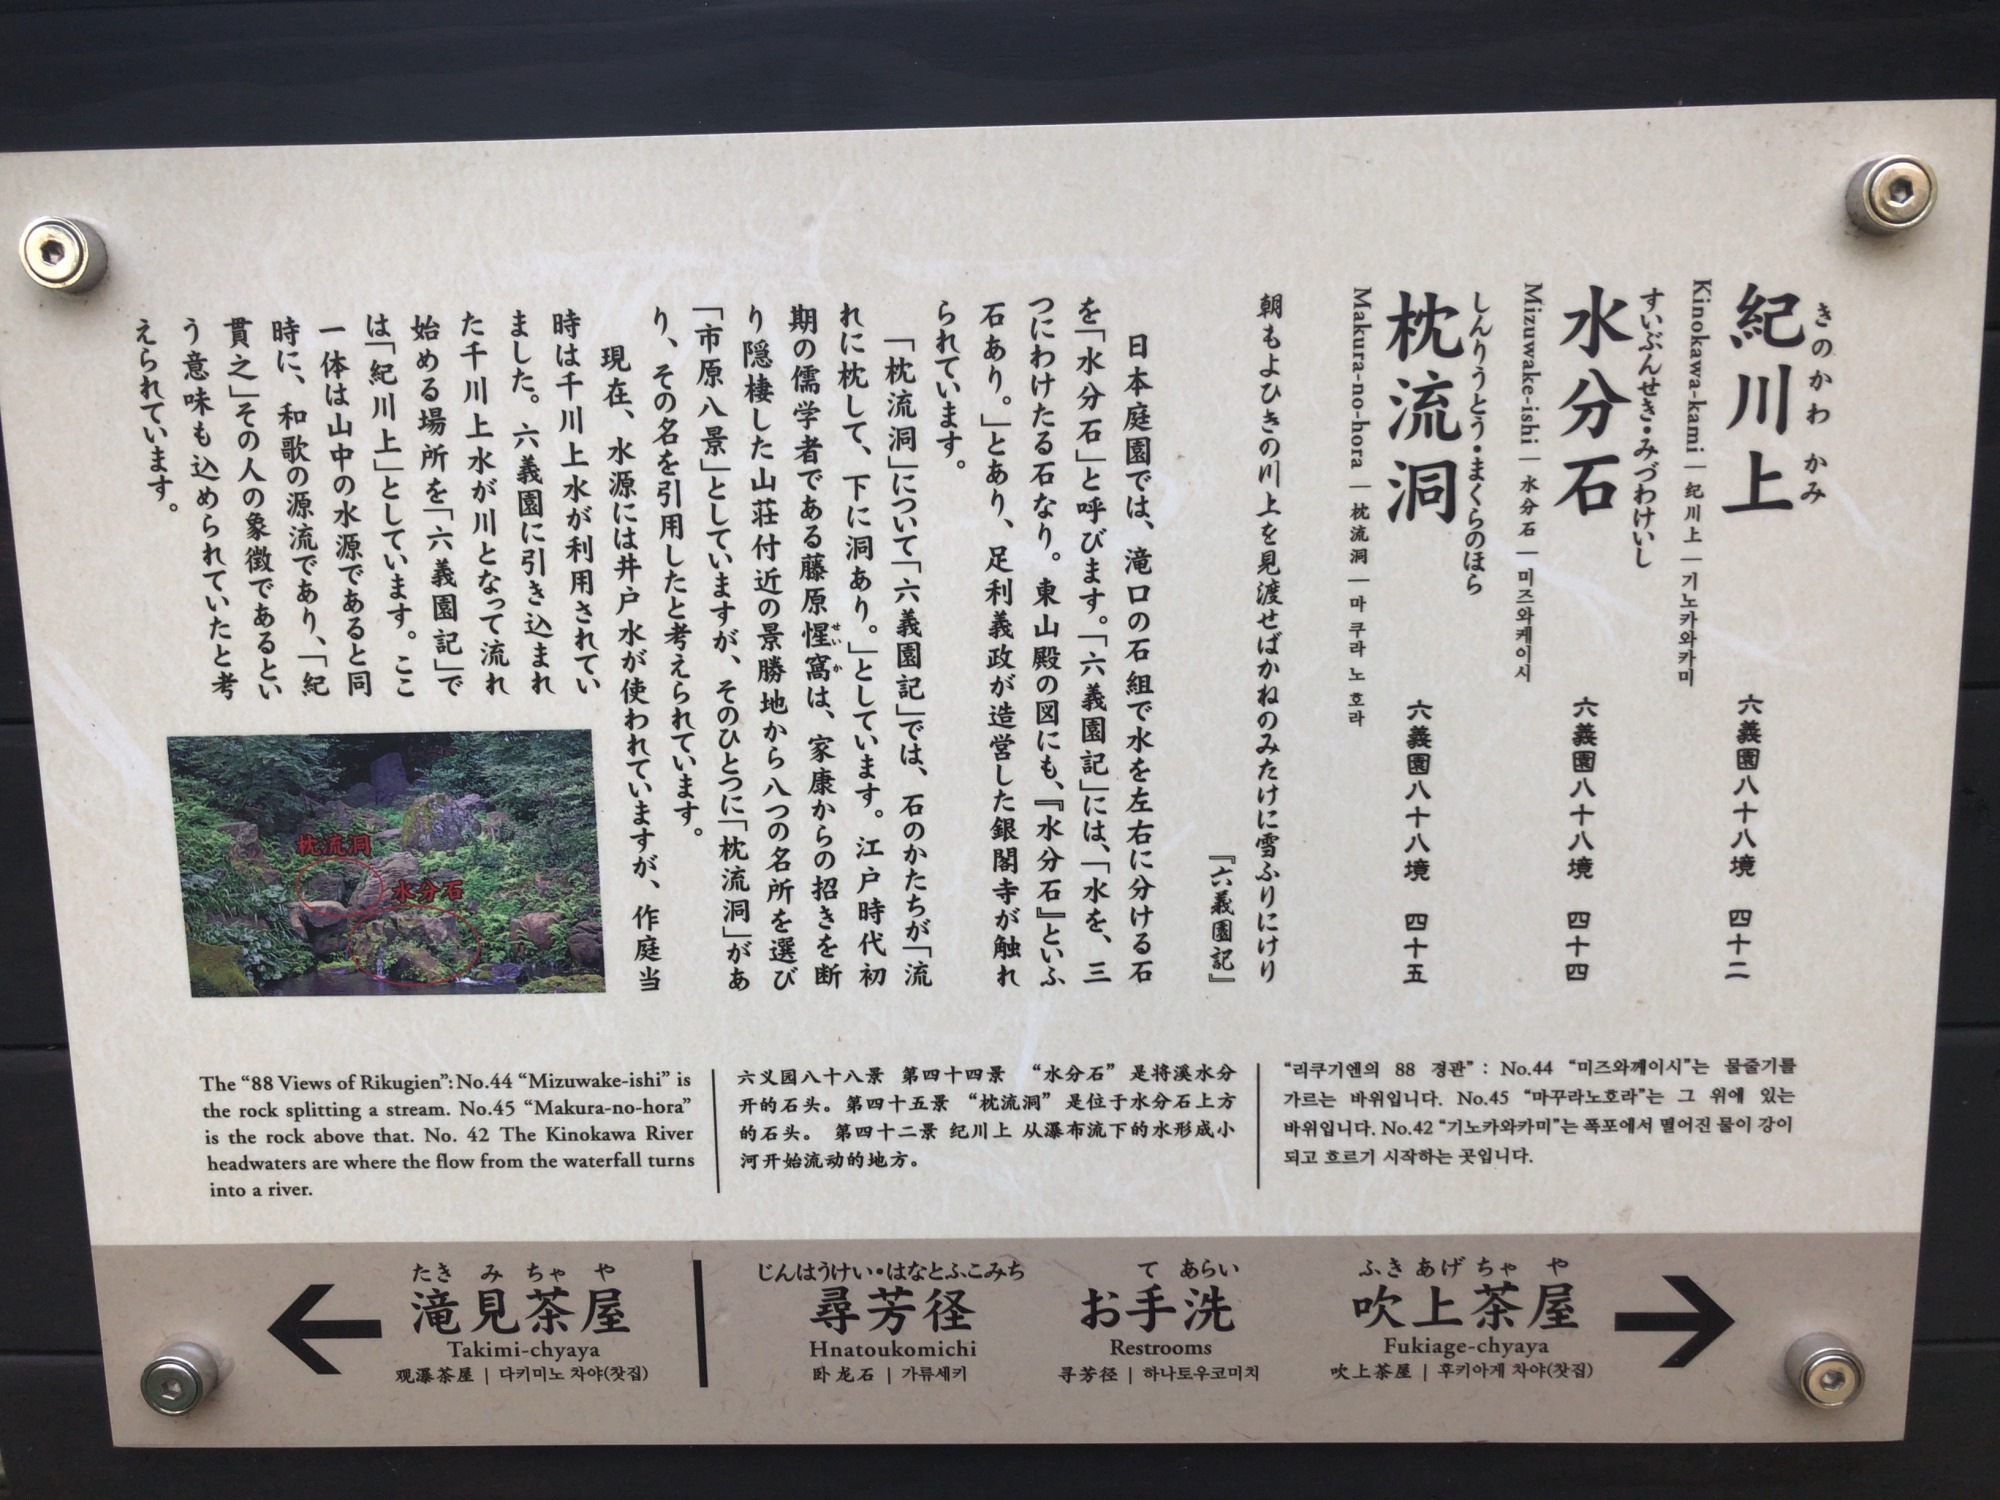 きのかわ かみ
紀川上
Kinokawa-kami | 纪川上 | 기노카와카미
六義園八十八境 四十二
すいぶんせき・みづわけいし
水分石
Mizuwake-ishi | 水分石 | 미즈와케이시
六義園八十八境 四十四
しんりうとう・まくらのほら
枕流洞
Makura-no-hora | 枕流洞 | 마쿠라노호라
六義園八十八境 四十五
朝もよひきの川上を見渡せばかねのみたけに雪ふりにけり
『六義園記』
日本庭園では、滝口の石組で水を左右に分ける石
を「水分石」と呼びます。「六義園記」には、「水を、三
つにわけたる石なり。東山殿の図にも、『水分石』といふ
石あり。」とあり、足利義政が造営した銀閣寺が触れ
られています。
「枕流洞」について「六義園記」では、石のかたちが「流
れに枕して、下に洞あり。」としています。江戸時代初
期の儒学者である藤原惺窩は、家康からの招きを断
せいか
り隠棲した山荘付近の景勝地から八つの名所を選び
「市原八景」としていますが、そのひとつに「枕流洞」があ
り、その名を引用したと考えられています。
現在、水源には井戸水が使われていますが、作庭当
時は千川上水が利用されてい
ました。六義園に引き込まれ
た千川上水が川となって流れ
始める場所を「六義園記」で
は「紀川上」としています。ここ
一体は山中の水源であると同
時に、和歌の源流であり、「紀
貫之」その人の象徴であるとい
う意味も込められていたと考
えられています。
枕流洞
水分石
The “88 Views of Rikugien”: No.44 “Mizuwake-ishi” is
the rock splitting a stream. No.45 “Makura-no-hora”
is the rock above that. No. 42 The Kinokawa River
headwaters are where the flow from the waterfall turns
into a river.
六义园八十八景 第四十四景 “水分石” 是将溪水分
开的石头。第四十五景 “枕流洞” 是位于水分石上方
的石头。 第四十二景 纪川上 从瀑布流下的水形成小
河开始流动的地方。
“리쿠기엔의 88 경관” : No.44 “미즈와께이시”는 물줄기를
가르는 바위입니다. No.45 “마꾸라노호라”는 그 위에 있는
바위입니다. No.42 “기노카와카미”는 폭포에서 떨어진 물이 강이
되고 흐르기 시작하는 곳입니다.
たき み ちゃ や
滝見茶屋
Takimi-chyaya
观瀑茶屋 | 다키미노 차야(찻집)
じんはうけい・はなとふこみち
尋芳径
Hnatoukomichi
卧龙石 | 가류세키
て あらい
お手洗
Restrooms
寻芳径 | 하나토우코미치
ふき あげ ちゃ や
吹上茶屋
Fukiage-chyaya
吹上茶屋 | 후키아게 차야(찻집)